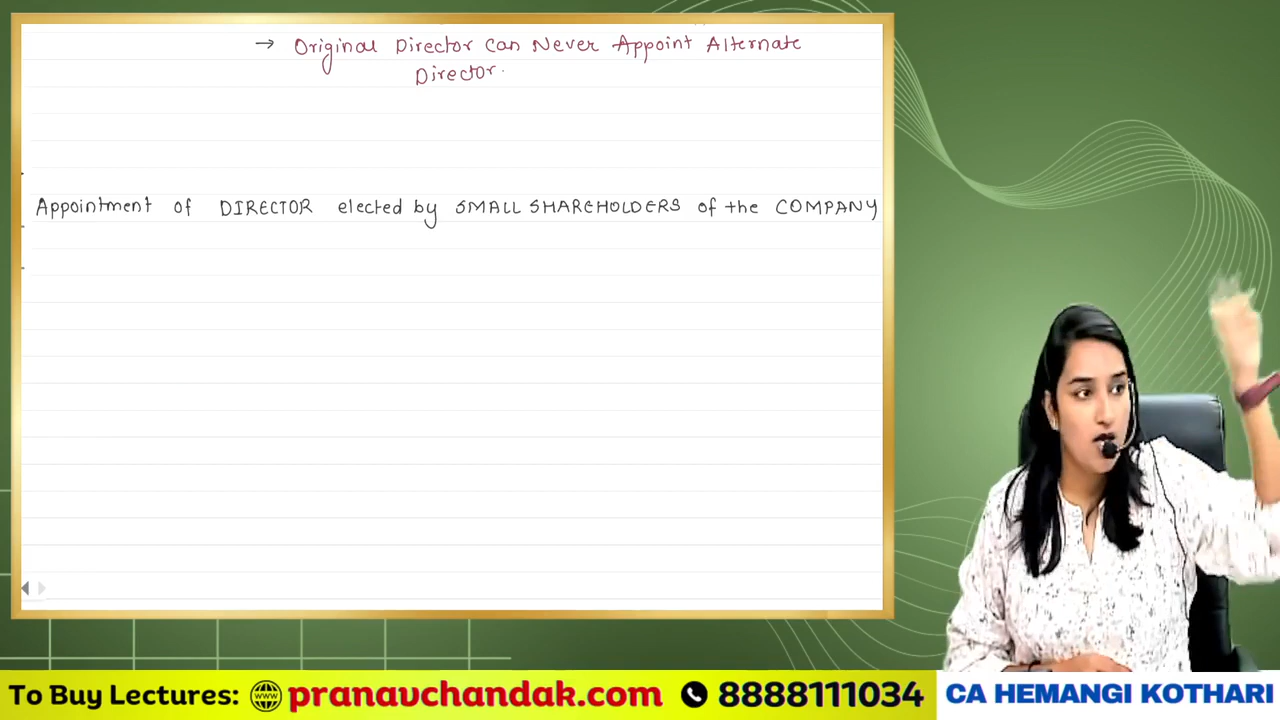 → Original Director Can Never Appoint Alternate
Director.
Appointment of DIRECTOR elected by SMALL SHAREHOLDERS of the COMPANY
To Buy Lectures: www pranavchandak.com 8888111034 CA HEMANGI KOTHARI